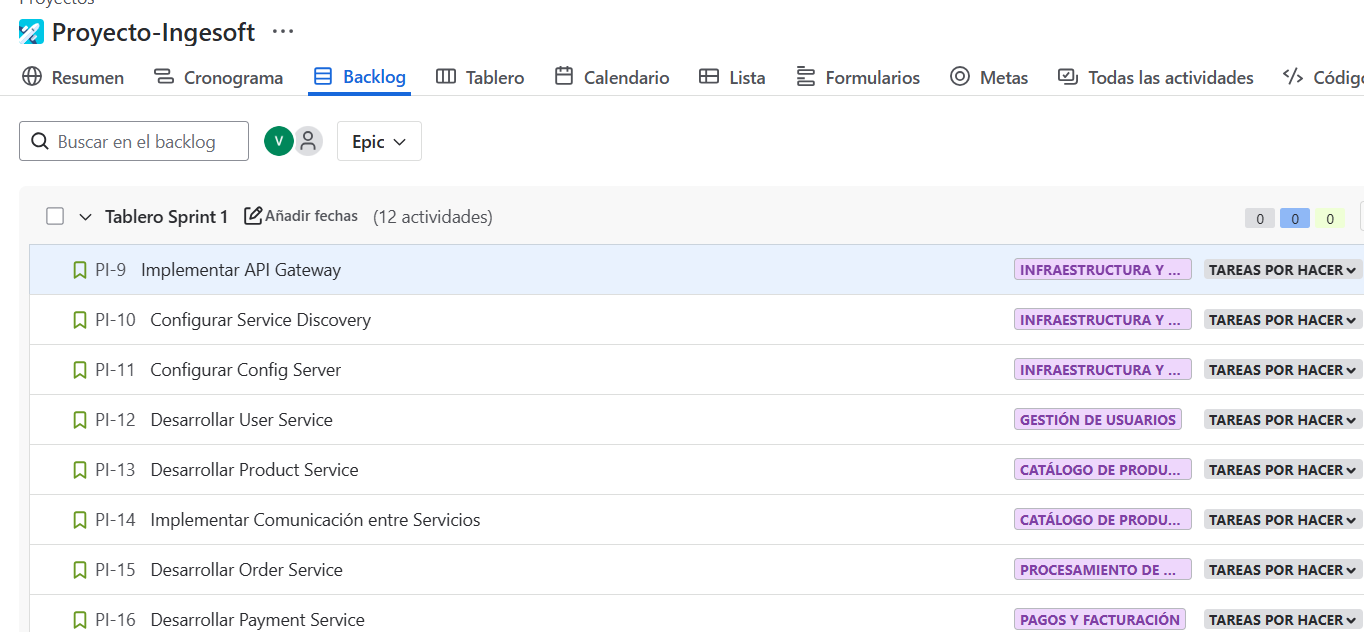 Proyectos
Proyecto-Ingesoft ...
Resumen Cronograma Backlog Tablero Calendario Lista Formularios Metas Todas las actividades </> Códig
Buscar en el backlog V Epic
Tablero Sprint 1 Añadir fechas (12 actividades) 0 0 0
PI-9 Implementar API Gateway INFRAESTRUCTURA Y ... TAREAS POR HACER
PI-10 Configurar Service Discovery INFRAESTRUCTURA Y ... TAREAS POR HACER
PI-11 Configurar Config Server INFRAESTRUCTURA Y ... TAREAS POR HACER
PI-12 Desarrollar User Service GESTIÓN DE USUARIOS TAREAS POR HACER
PI-13 Desarrollar Product Service CATÁLOGO DE PRODU... TAREAS POR HACER
PI-14 Implementar Comunicación entre Servicios CATÁLOGO DE PRODU... TAREAS POR HACER
PI-15 Desarrollar Order Service PROCESAMIENTO DE ... TAREAS POR HACER
PI-16 Desarrollar Payment Service PAGOS Y FACTURACIÓN TAREAS POR HACER